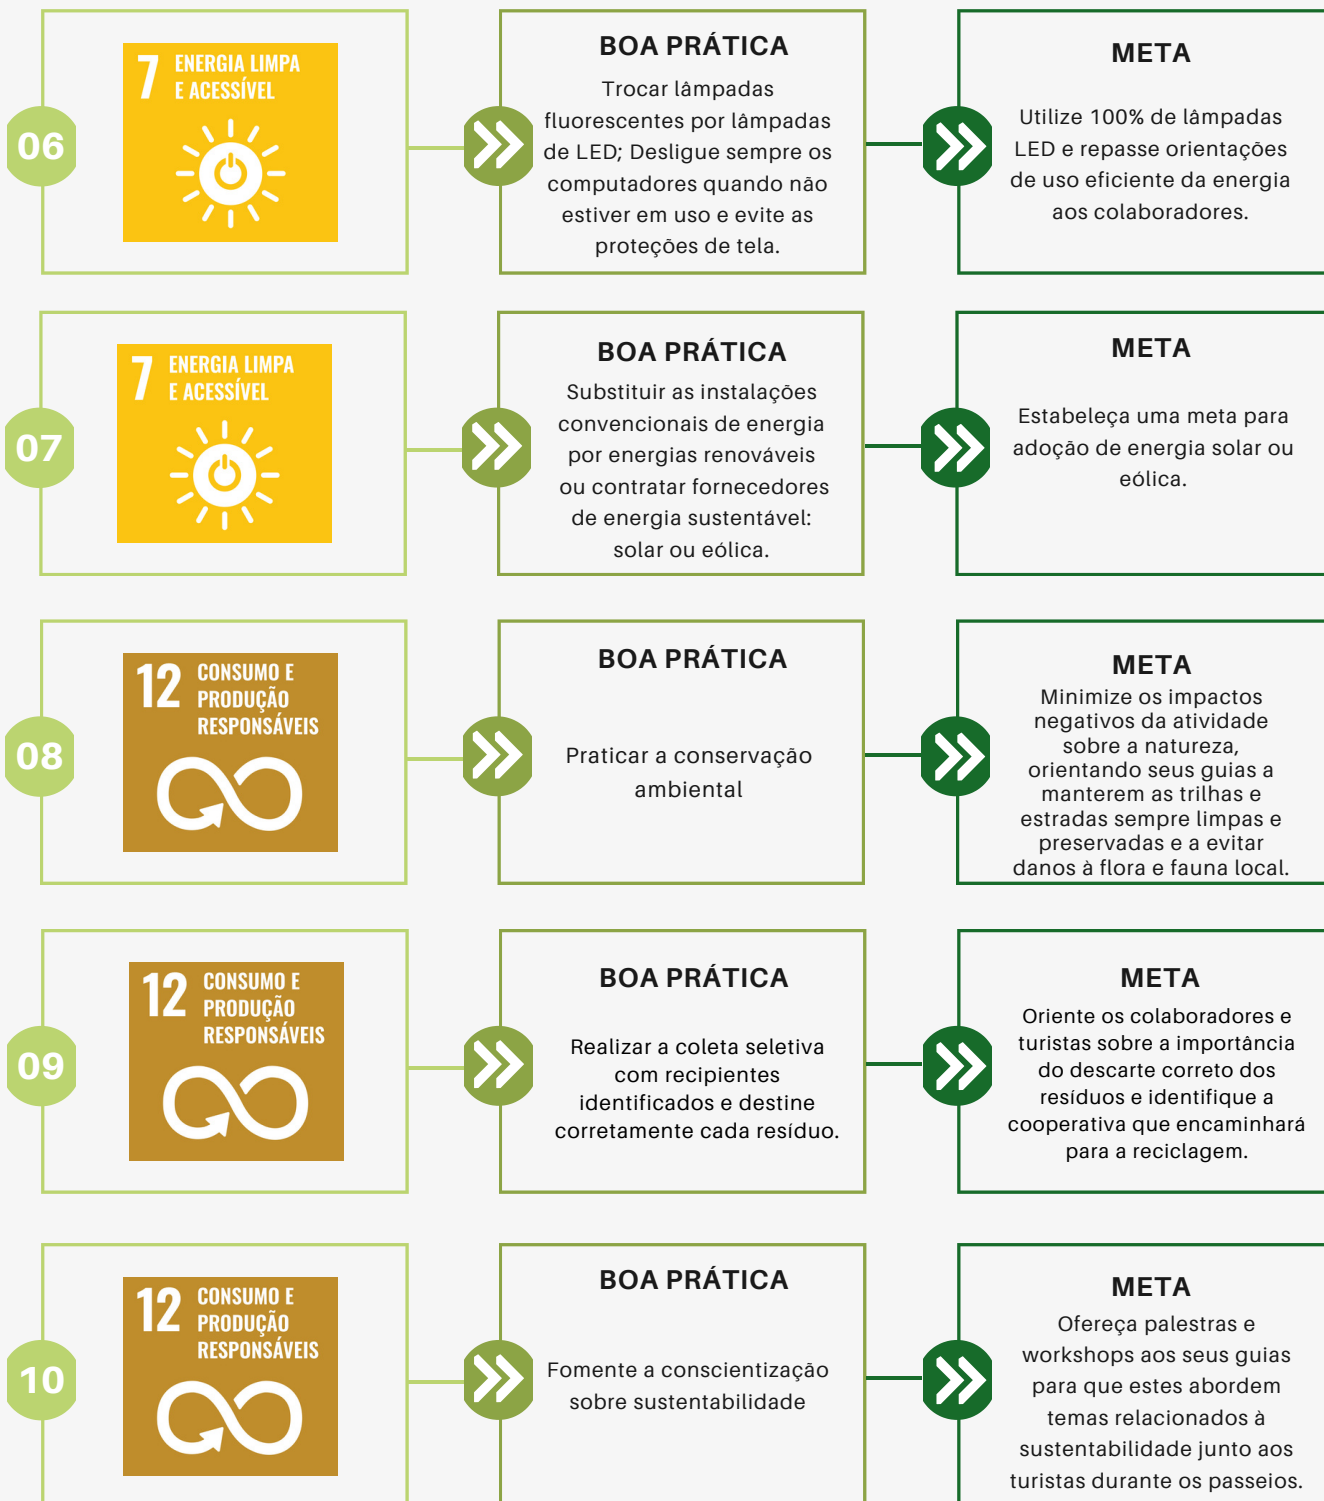 06
7 ENERGIA LIMPA
E ACESSÍVEL
BOA PRÁTICA
Trocar lâmpadas
fluorescentes por lâmpadas
de LED; Desligue sempre os
computadores quando não
estiver em uso e evite as
proteções de tela.
META
Utilize 100% de lâmpadas
LED e repasse orientações
de uso eficiente da energia
aos colaboradores.
07
7 ENERGIA LIMPA
E ACESSÍVEL
BOA PRÁTICA
Substituir as instalações
convencionais de energia
por energias renováveis
ou contratar fornecedores
de energia sustentável:
solar ou eólica.
META
Estabeleça uma meta para
adoção de energia solar ou
eólica.
08
12 CONSUMO E
PRODUÇÃO
RESPONSÁVEIS
BOA PRÁTICA
Praticar a conservação
ambiental
META
Minimize os impactos
negativos da atividade
sobre a natureza,
orientando seus guias a
manterem as trilhas e
estradas sempre limpas e
preservadas e a evitar
danos à flora e fauna local.
09
12 CONSUMO E
PRODUÇÃO
RESPONSÁVEIS
BOA PRÁTICA
Realizar a coleta seletiva
com recipientes
identificados e destine
corretamente cada resíduo.
META
Oriente os colaboradores e
turistas sobre a importância
do descarte correto dos
resíduos e identifique a
cooperativa que encaminhará
para a reciclagem.
10
12 CONSUMO E
PRODUÇÃO
RESPONSÁVEIS
BOA PRÁTICA
Fomente a conscientização
sobre sustentabilidade
META
Ofereça palestras e
workshops aos seus guias
para que estes abordem
temas relacionados à
sustentabilidade junto aos
turistas durante os passeios.